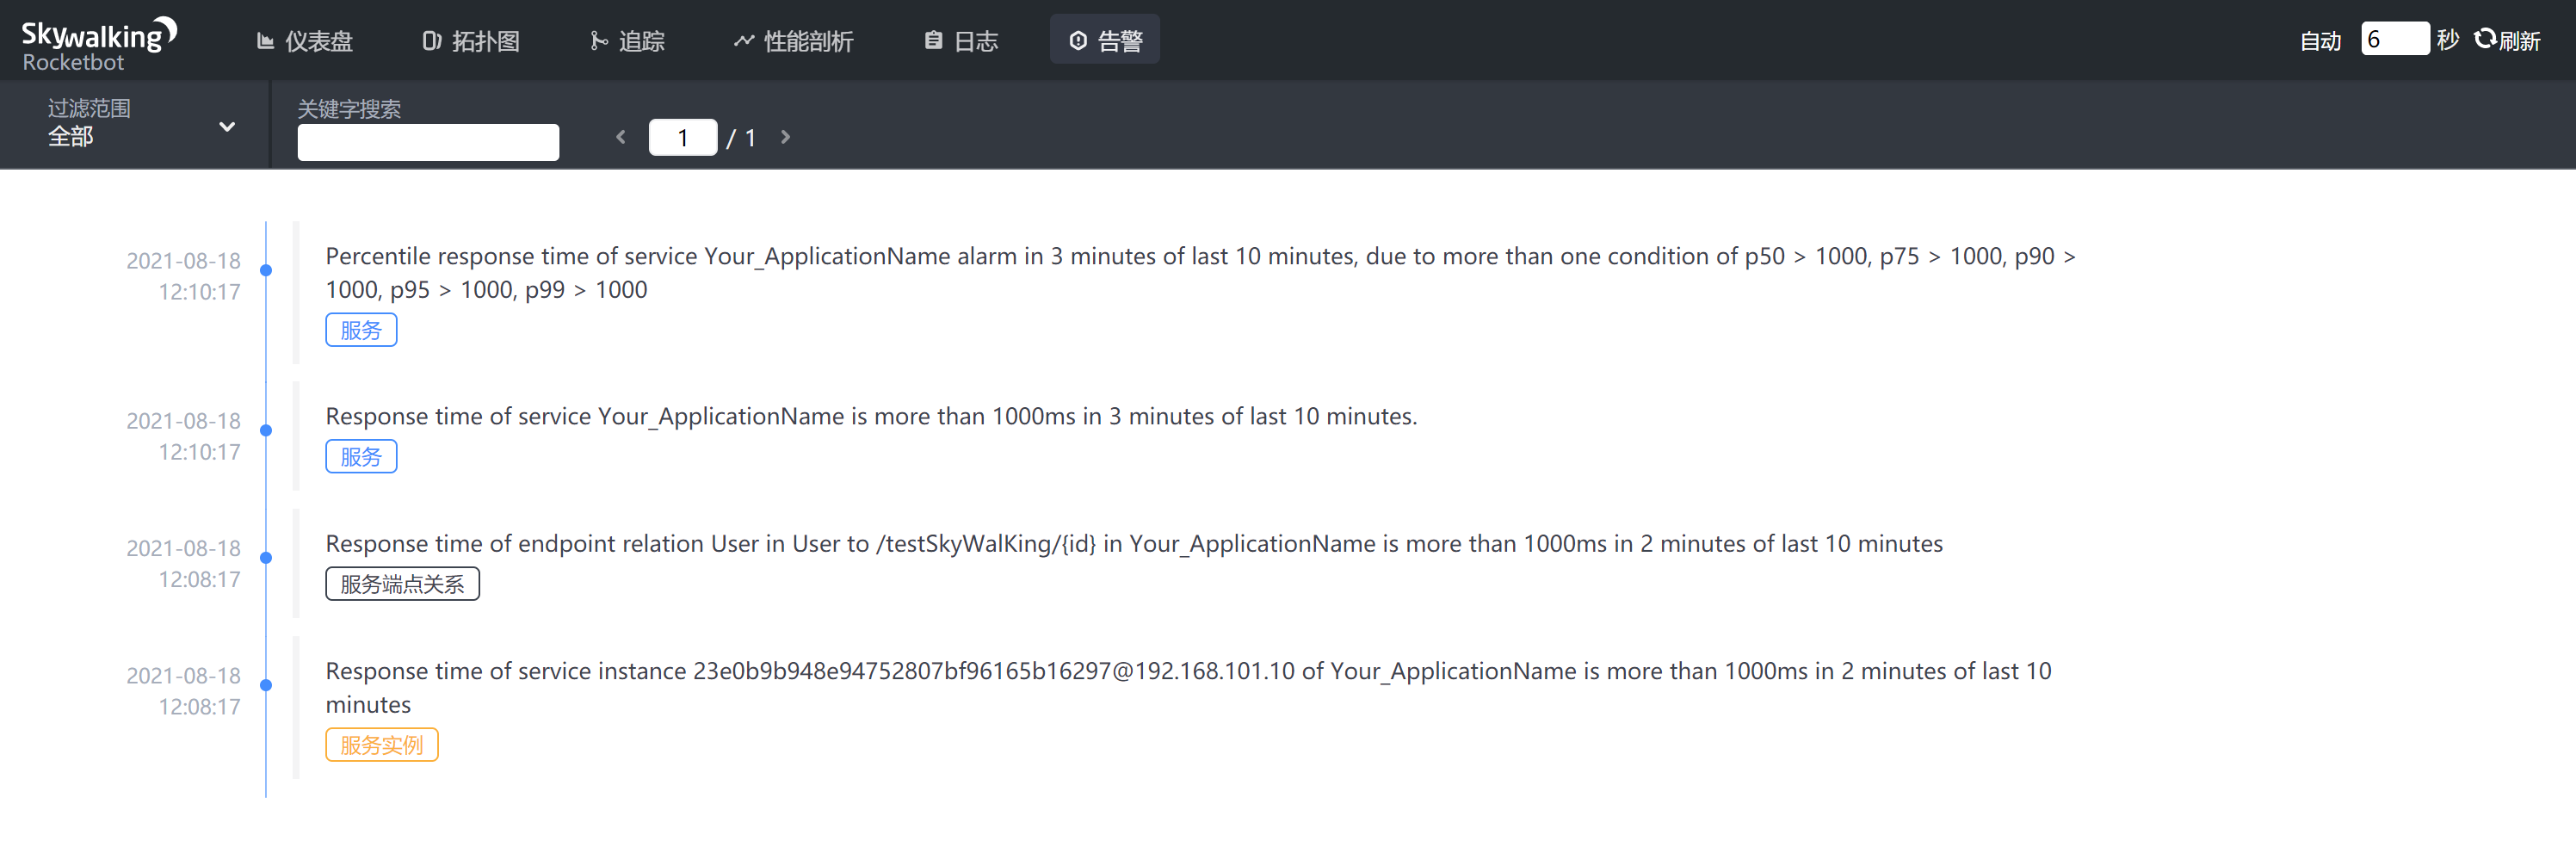 Skywalking
Rocketbot
仪表盘 拓扑图 追踪 性能剖析 日志 告警 自动 6 秒 刷新
过滤范围
全部
关键字搜索
1 / 1
2021-08-18
12:10:17
Percentile response time of service Your_ApplicationName alarm in 3 minutes of last 10 minutes, due to more than one condition of p50 > 1000, p75 > 1000, p90 >
1000, p95 > 1000, p99 > 1000
服务
2021-08-18
12:10:17
Response time of service Your_ApplicationName is more than 1000ms in 3 minutes of last 10 minutes.
服务
2021-08-18
12:08:17
Response time of endpoint relation User in User to /testSkyWalKing/{id} in Your_ApplicationName is more than 1000ms in 2 minutes of last 10 minutes
服务端点关系
2021-08-18
12:08:17
Response time of service instance 23e0b9b948e94752807bf96165b16297@192.168.101.10 of Your_ApplicationName is more than 1000ms in 2 minutes of last 10
minutes
服务实例